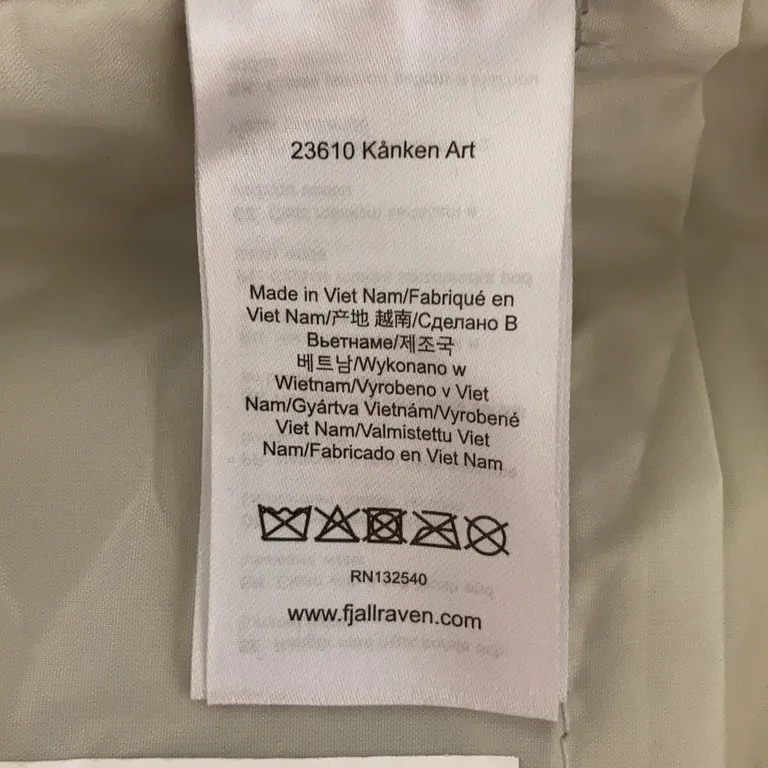 23610 Kånken Art
Made in Viet Nam/Fabriqué en
Viet Nam/产地 越南/Сделано В
Вьетнаме/제조국
베트남/Wykonano w
Wietnam/Vyrobeno v Viet
Nam/Gyártva Vietnám/Vyrobené
Viet Nam/Valmistettu Viet
Nam/Fabricado en Viet Nam
RN132540
www.fjallraven.com